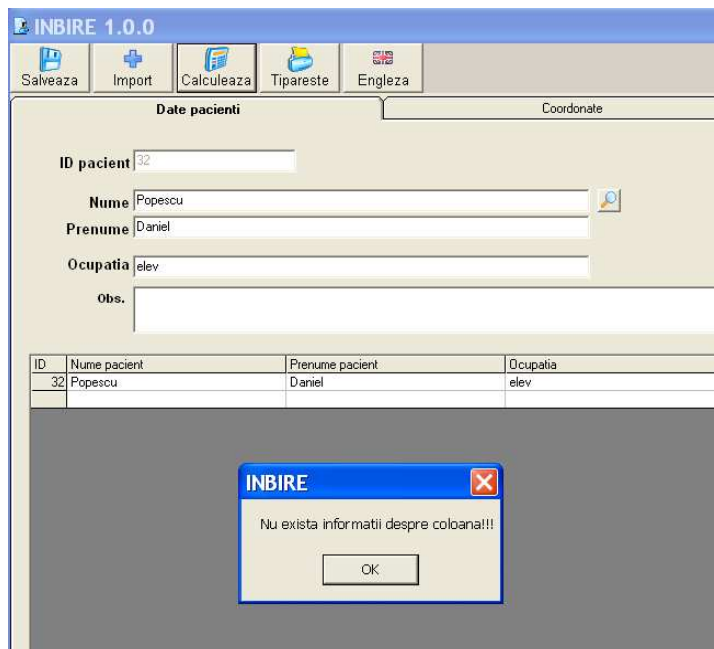 INBIRE 1.0.0
Salveaza Import Calculeaza Tipareste Engleza
Date pacienti Coordonate
ID pacient 32
Nume Popescu
Prenume Daniel
Ocupatia elev
Obs.
ID Nume pacient Prenume pacient Ocupatia
32 Popescu Daniel elev
INBIRE
Nu exista informatii despre coloana!!!
OK